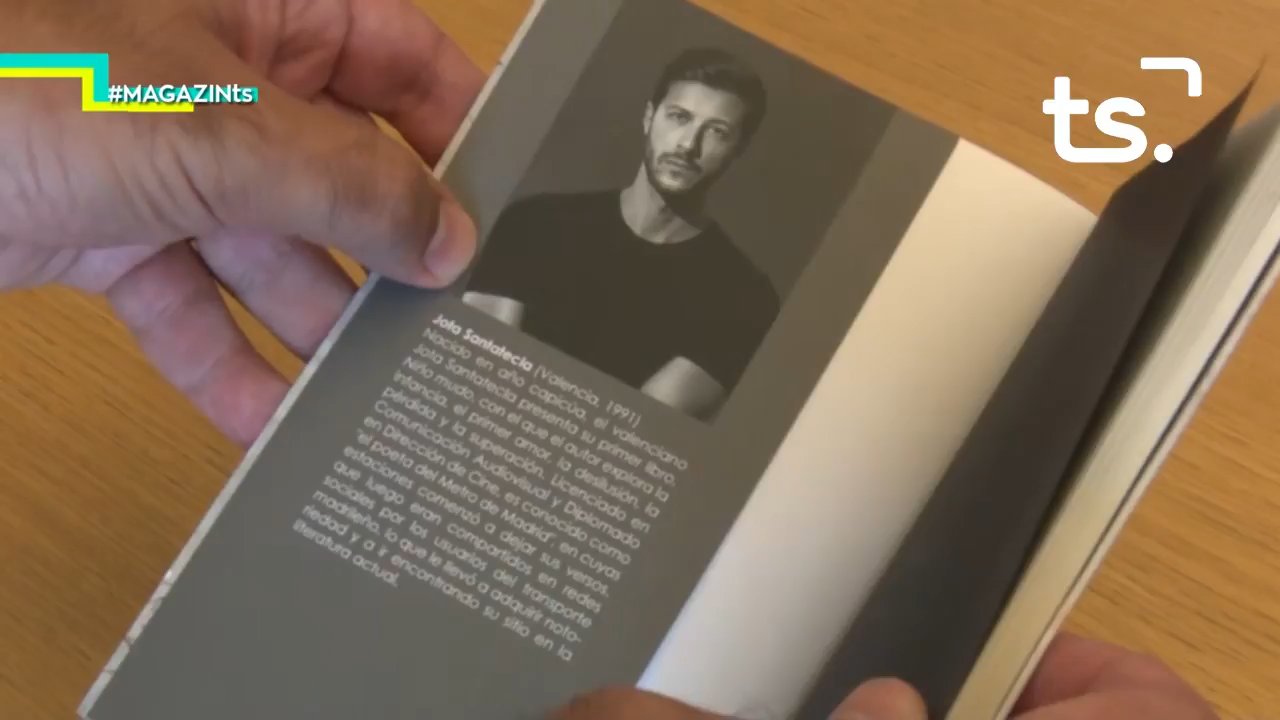 #MAGAZINts
ts.
Jota Santatecla (Valencia, 1991)
Nacido en año capicúa, el valenciano
Jota Santatecla presenta su primer libro,
Niño mudo, con el que el autor explora la
infancia, el primer amor, la desilusión, la
pérdida y la superación. Licenciado en
Comunicación Audiovisual y Diplomado
en Dirección de Cine, es conocido como
"el poeta del Metro de Madrid", en cuyas
estaciones comenzó a dejar sus versos,
que luego eran compartidos en redes
sociales por los usuarios del transporte
madrileño, lo que le llevó a adquirir noto-
riedad y a ir encontrando su sitio en la
literatura actual.